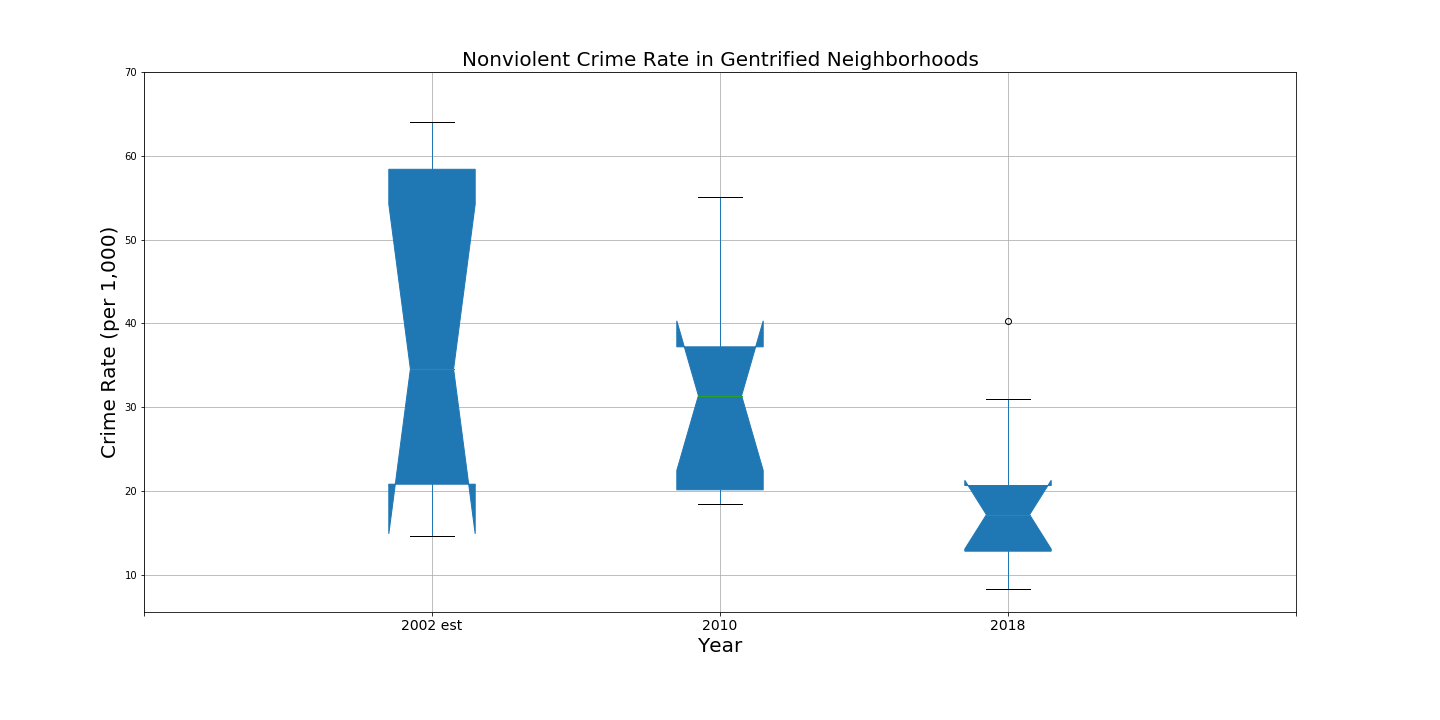 Nonviolent Crime Rate in Gentrified Neighborhoods
70
60
50
40
30
20
10
Crime Rate (per 1,000)
2002 est
2010
2018
Year